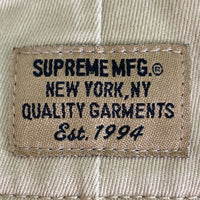 SUPREME MFG.®
NEW YORK, NY
QUALITY GARMENTS
Est. 1994